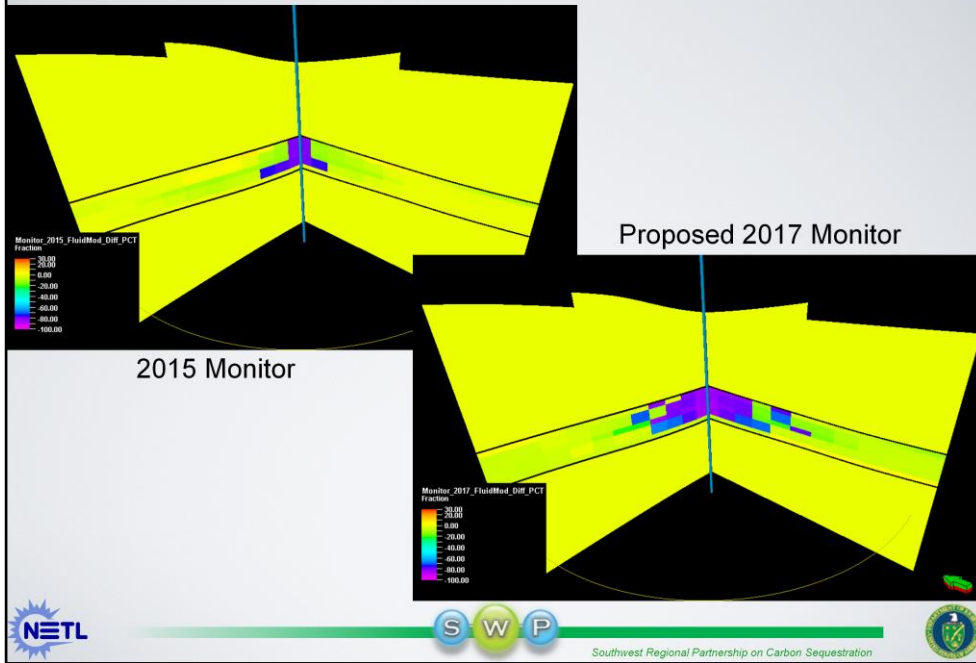 Monitor_2015_FluidMod_Diff_PCT
Fraction
30.00
20.00
0.00
-20.00
-40.00
-60.00
-80.00
-100.00
2015 Monitor
Proposed 2017 Monitor
Monitor_2017_FluidMod_Diff_PCT
Fraction
30.00
20.00
0.00
-20.00
-40.00
-60.00
-80.00
-100.00
NETL
S W P
Southwest Regional Partnership on Carbon Sequestration